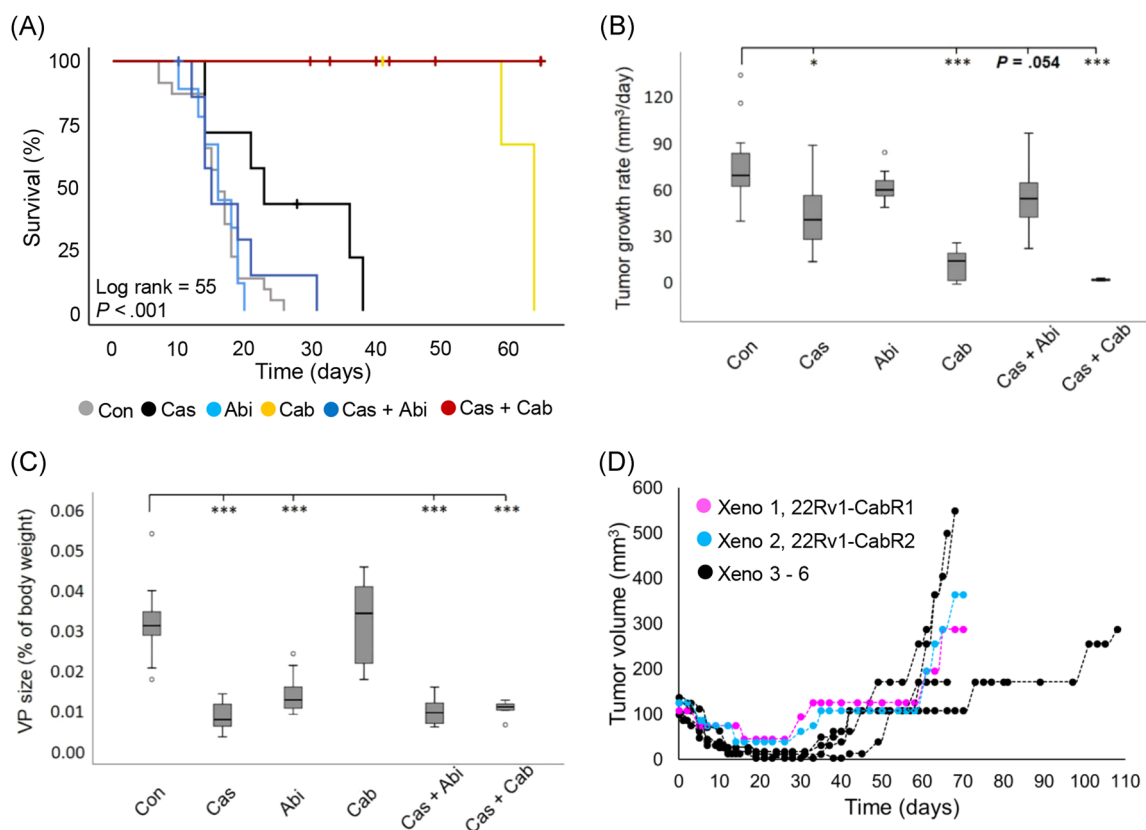 (A)
100
75
50
25
0
Survival (%)
Log rank = 55
P < .001
0 10 20 30 40 50 60
Time (days)
Con Cas Abi Cab Cas + Abi Cas + Cab
(B)
* *** P = .054 ***
120
90
60
30
0
Tumor growth rate (mm³/day)
Con Cas Abi Cab Cas + Abi Cas + Cab
(C)
*** *** *** ***
0.06
0.05
0.04
0.03
0.02
0.01
0.00
VP size (% of body weight)
Con Cas Abi Cab Cas + Abi Cas + Cab
(D)
600
500
400
300
200
100
0
Tumor volume (mm³)
Xeno 1, 22Rv1-CabR1
Xeno 2, 22Rv1-CabR2
Xeno 3 - 6
0 10 20 30 40 50 60 70 80 90 100 110
Time (days)